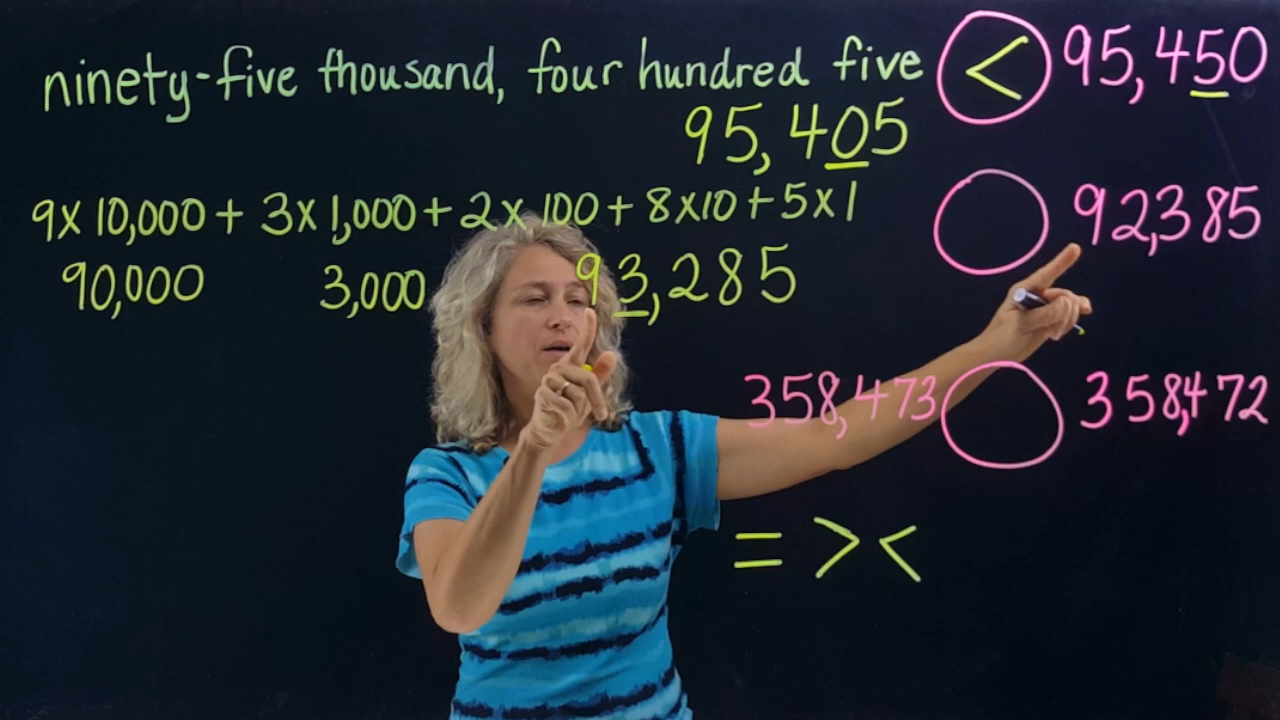 ninety-five thousand, four hundred five < 95,450
95,405
9x 10,000 + 3x 1,000 + 2 x 100 + 8x10 + 5x1 92,385
90,000 3,000 93,285
358,473 358,472
= > <